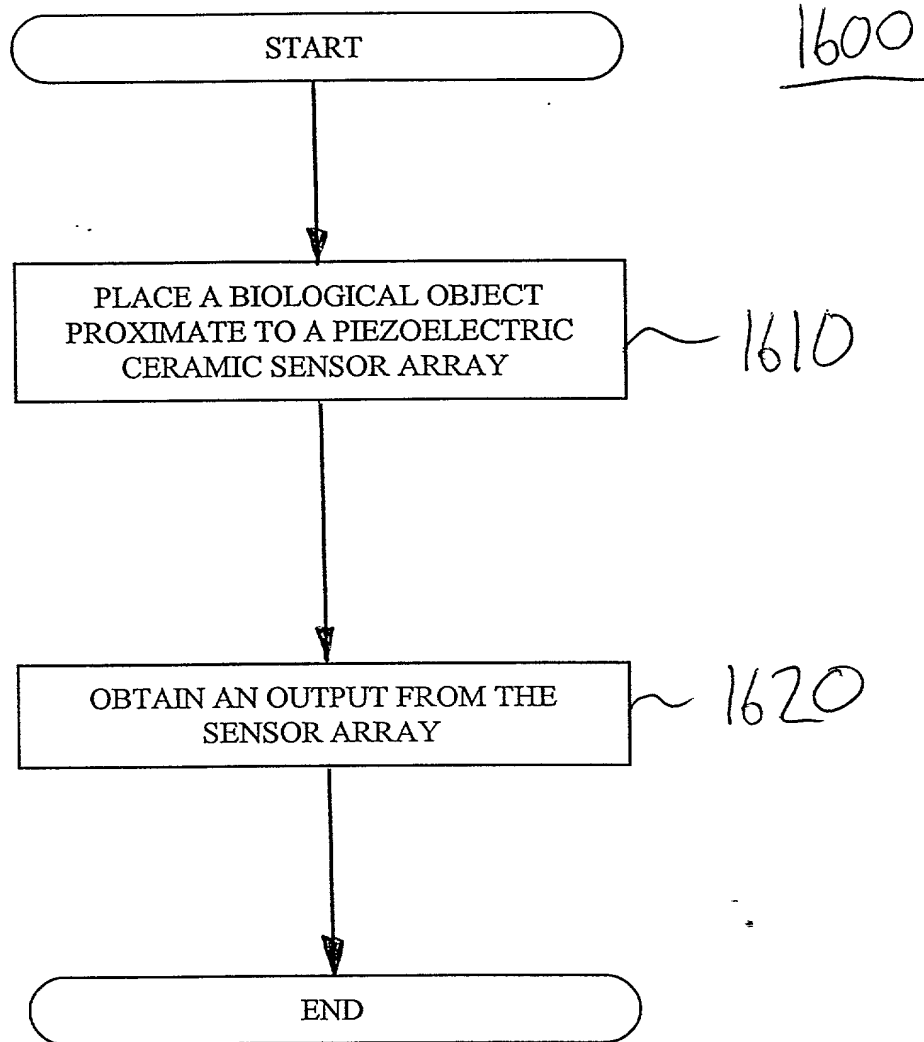 START
1600
PLACE A BIOLOGICAL OBJECT
PROXIMATE TO A PIEZOELECTRIC
CERAMIC SENSOR ARRAY
1610
OBTAIN AN OUTPUT FROM THE
SENSOR ARRAY
1620
END